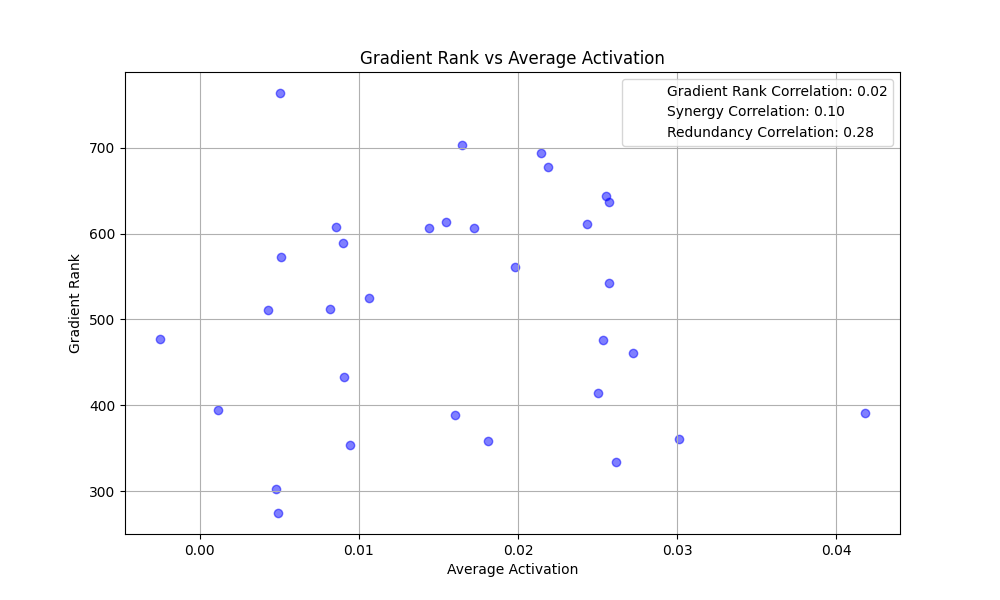 Gradient Rank vs Average Activation
Gradient Rank Correlation: 0.02
Synergy Correlation: 0.10
Redundancy Correlation: 0.28
Gradient Rank
700
600
500
400
300
0.00 0.01 0.02 0.03 0.04
Average Activation